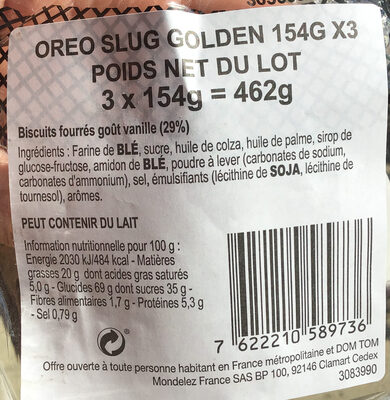 OREO SLUG GOLDEN 154G X3
POIDS NET DU LOT
3 x 154g = 462g
Biscuits fourrés goût vanille (29%)
Ingrédients : Farine de BLÉ, sucre, huile de colza, huile de palme, sirop de
glucose-fructose, amidon de BLÉ, poudre à lever (carbonates de sodium,
carbonates d'ammonium), sel, émulsifiants (lécithine de SOJA, lécithine de
tournesol), arômes.
PEUT CONTENIR DU LAIT
Information nutritionnelle pour 100 g :
Energie 2030 kJ/484 kcal - Matières
grasses 20 g dont acides gras saturés
5,0 g - Glucides 69 g dont sucres 35 g -
Fibres alimentaires 1,7 g - Protéines 5,3 g
- Sel 0,79 g
7 622210 589736
Offre ouverte à toute personne habitant en France métropolitaine et DOM TOM
Mondelez France SAS BP 100, 92146 Clamart Cedex
3083990